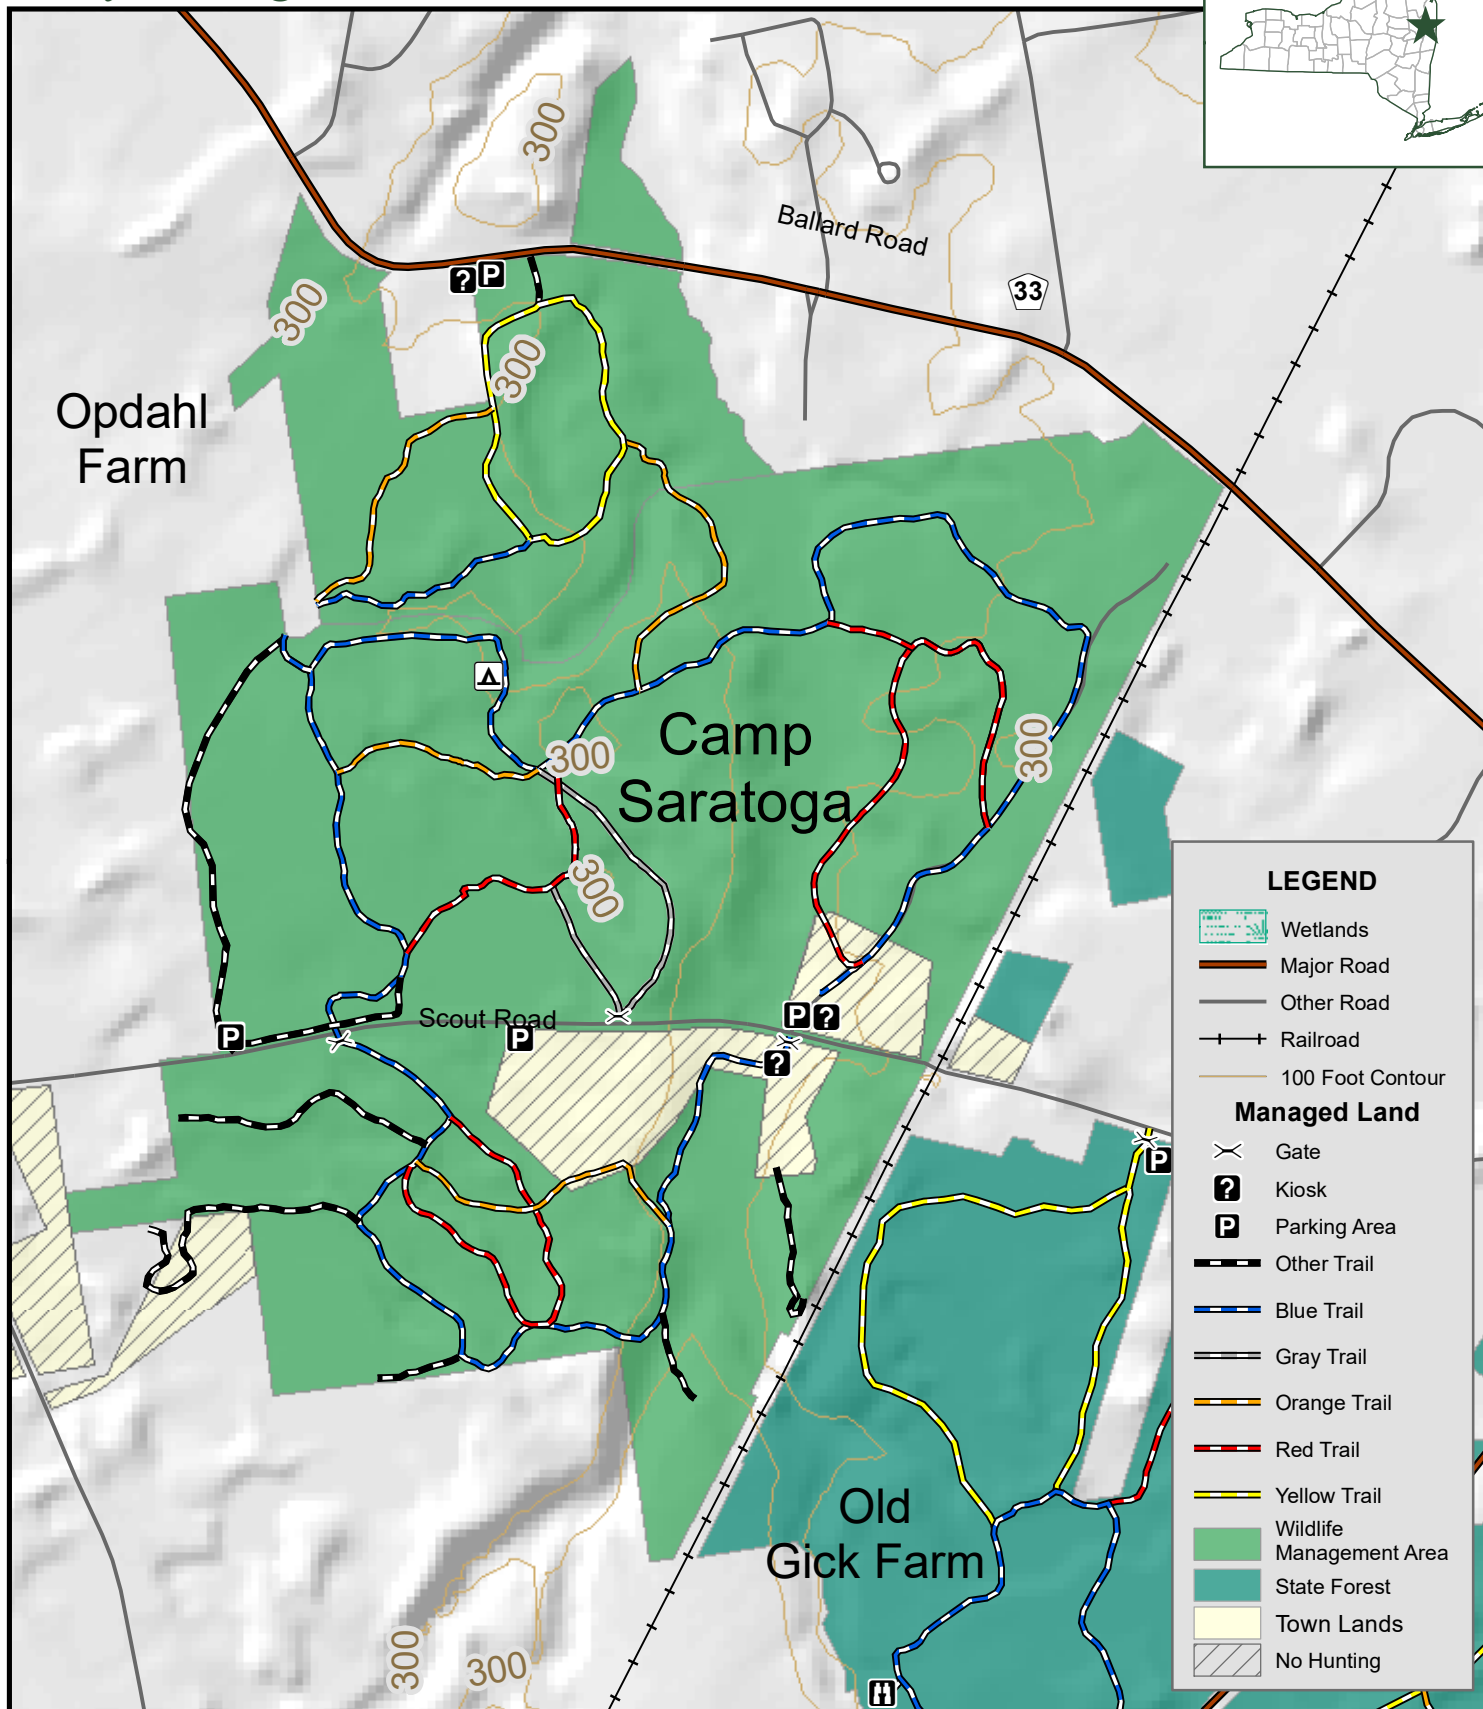 300
Ballard Road
33
300
300
Opdahl
Farm
Camp
Saratoga
300
300
300
Scout Road
P
?
P
P
P
?
?
P
Old
Gick Farm
300
300
LEGEND
Wetlands
Major Road
Other Road
Railroad
100 Foot Contour
Managed Land
Gate
? Kiosk
P Parking Area
Other Trail
Blue Trail
Gray Trail
Orange Trail
Red Trail
Yellow Trail
Wildlife
Management Area
State Forest
Town Lands
No Hunting